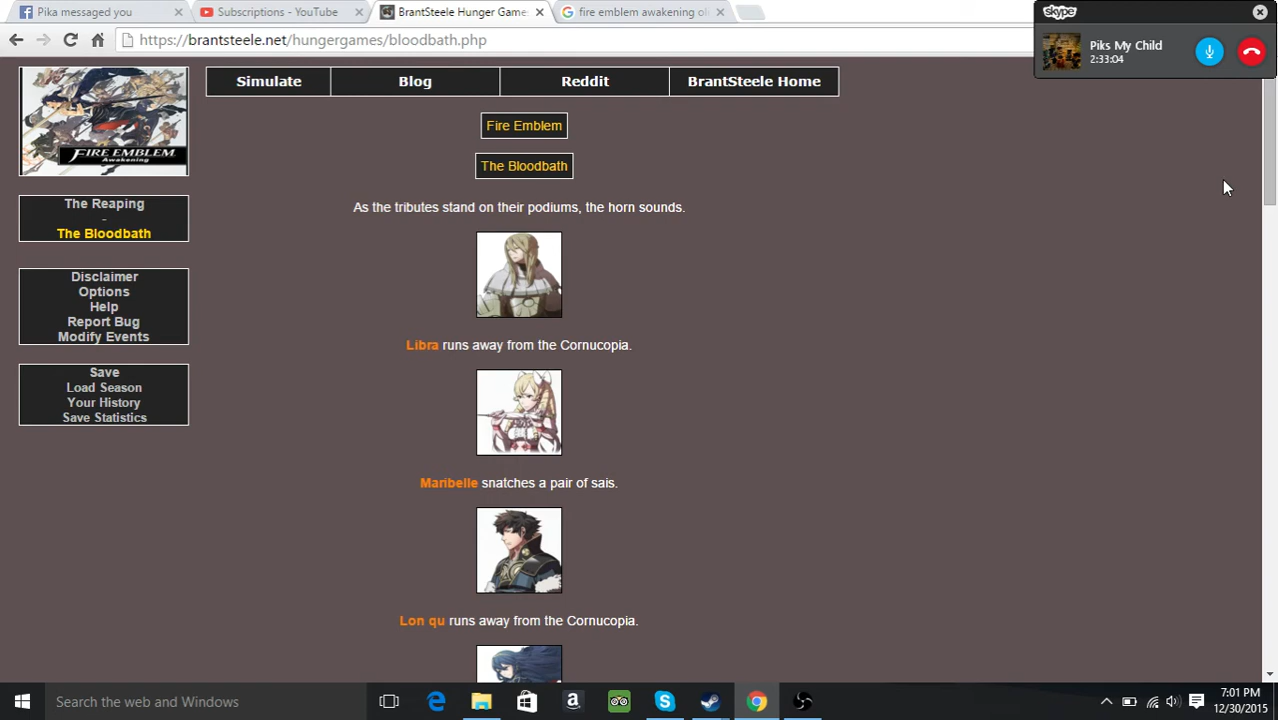 Pika messaged you
Subscriptions - YouTube
BrantSteele Hunger Game
fire emblem awakening oli
https://brantsteele.net/hungergames/bloodbath.php
skype
Piks My Child
2:33:04
FIRE EMBLEM
Awakening
Simulate
Blog
Reddit
BrantSteele Home
Fire Emblem
The Bloodbath
The Reaping
-
The Bloodbath
Disclaimer
Options
Help
Report Bug
Modify Events
Save
Load Season
Your History
Save Statistics
As the tributes stand on their podiums, the horn sounds.
Libra runs away from the Cornucopia.
Maribelle snatches a pair of sais.
Lon qu runs away from the Cornucopia.
Search the web and Windows
7:01 PM
12/30/2015